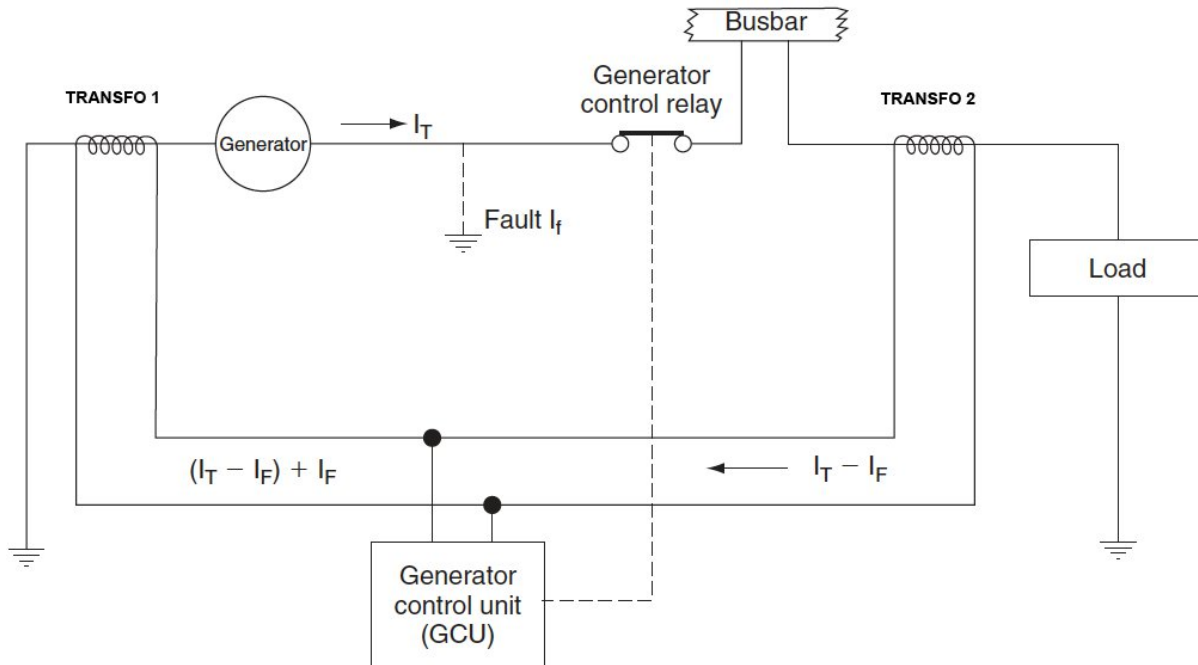 Busbar
Generator
control relay
TRANSFO 1
TRANSFO 2
I_T
Generator
Fault I_f
Load
(I_T − I_F) + I_F
I_T − I_F
Generator
control unit
(GCU)